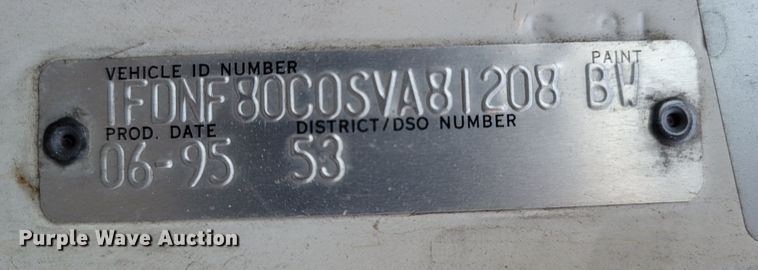 VEHICLE ID NUMBER PAINT
1FDNF80C0SVA81208 BW
PROD. DATE DISTRICT/DSO NUMBER
06-95 53
Purple Wave Auction